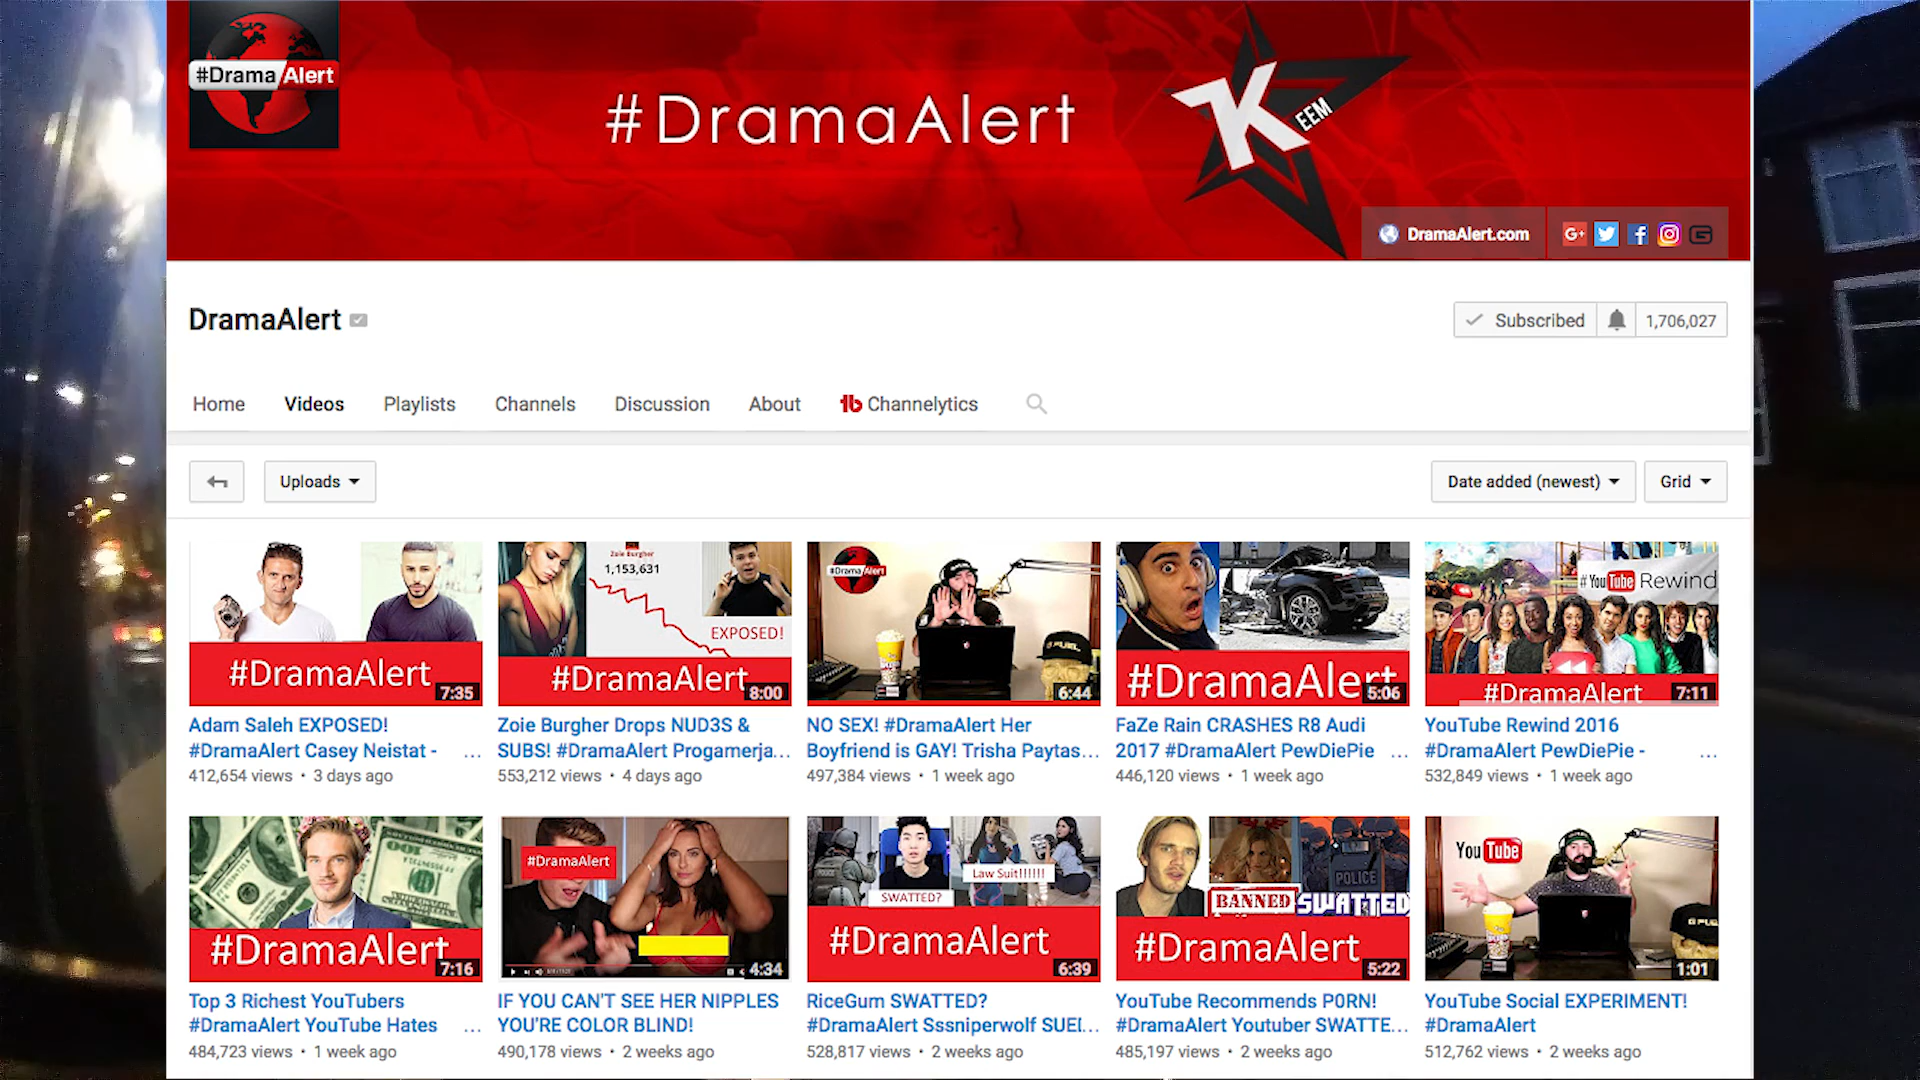 #DramaAlert
#DramaAlert
KEEM
DramaAlert.com
G+
DramaAlert
Subscribed
1,706,027
Home
Videos
Playlists
Channels
Discussion
About
tb Channelytics
Uploads
Date added (newest)
Grid
#DramaAlert
7:35
Adam Saleh EXPOSED!
#DramaAlert Casey Neistat - ...
412,654 views • 3 days ago
Zoie Burgher
1,153,631
EXPOSED!
#DramaAlert
8:00
Zoie Burgher Drops NUD3S &
SUBS! #DramaAlert Progamerja...
553,212 views • 4 days ago
#DramaAlert
G FUEL
6:44
NO SEX! #DramaAlert Her
Boyfriend is GAY! Trisha Paytas...
497,384 views • 1 week ago
#DramaAlert
5:06
FaZe Rain CRASHES R8 Audi
2017 #DramaAlert PewDiePie ...
446,120 views • 1 week ago
#YouTube Rewind
#DramaAlert
7:11
YouTube Rewind 2016
#DramaAlert PewDiePie - ...
532,849 views • 1 week ago
100
#DramaAlert
7:16
Top 3 Richest YouTubers
#DramaAlert YouTube Hates ...
484,723 views • 1 week ago
#DramaAlert
4:34
IF YOU CAN'T SEE HER NIPPLES
YOU'RE COLOR BLIND!
490,178 views • 2 weeks ago
SWATTED?
Law Suit!!!!!!
#DramaAlert
6:39
RiceGum SWATTED?
#DramaAlert Sssniperwolf SUEI...
528,817 views • 2 weeks ago
POLICE
BANNED
SWATTED
#DramaAlert
5:22
YouTube Recommends P0RN!
#DramaAlert Youtuber SWATTE...
485,197 views • 2 weeks ago
YouTube
G FUEL
1:01
YouTube Social EXPERIMENT!
#DramaAlert
512,762 views • 2 weeks ago